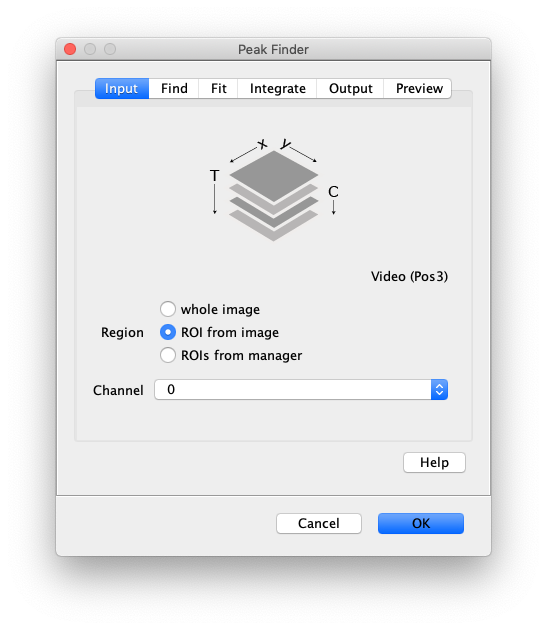 Peak Finder
Input Find Fit Integrate Output Preview
x y
T
C
Video (Pos3)
whole image
Region ROI from image
ROIs from manager
Channel 0
Help
Cancel OK